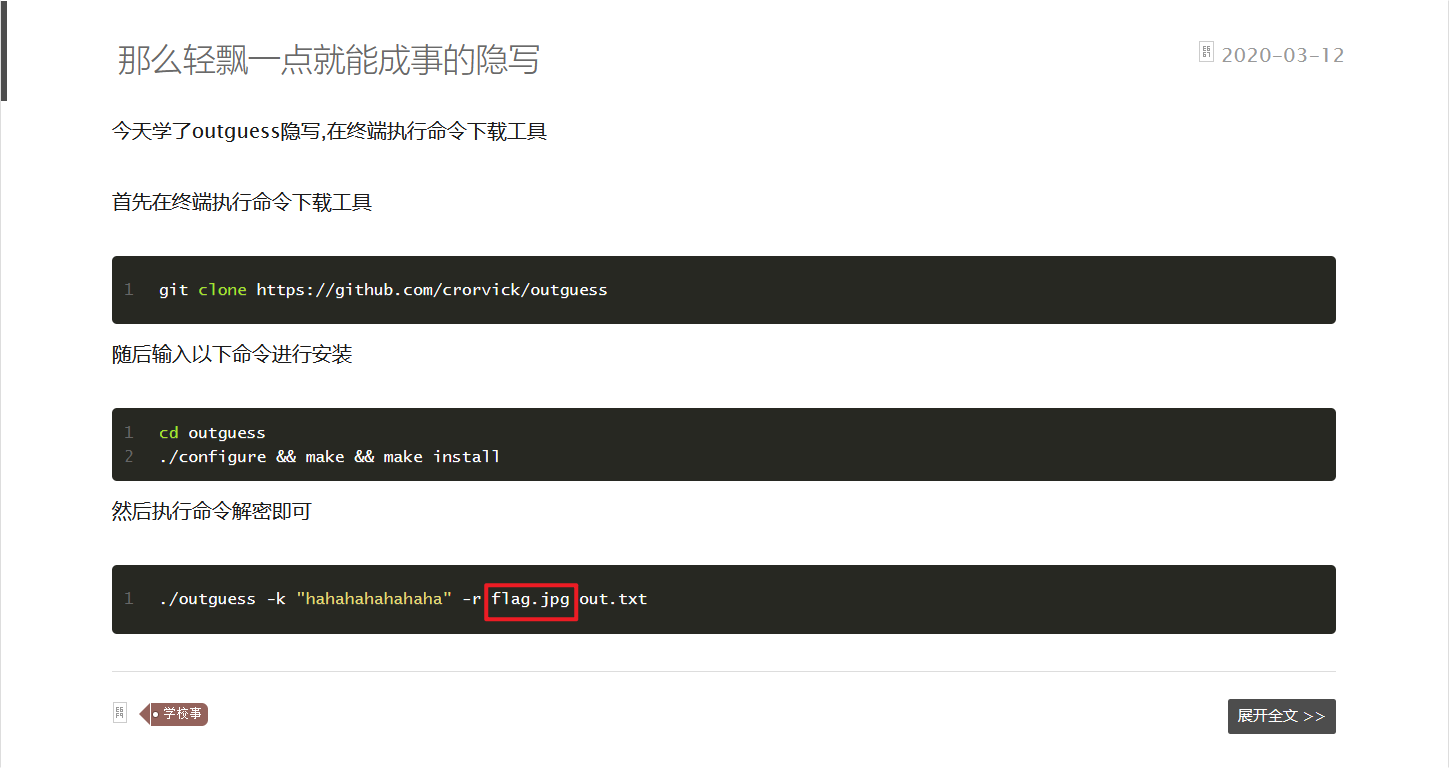 那么轻飘一点就能成事的隐写
2020-03-12
今天学了outguess隐写,在终端执行命令下载工具
首先在终端执行命令下载工具
1 git clone https://github.com/crorvick/outguess
随后输入以下命令进行安装
1 cd outguess
2 ./configure && make && make install
然后执行命令解密即可
1 ./outguess -k "hahahahahahaha" -r flag.jpg out.txt
学校事
展开全文 >>